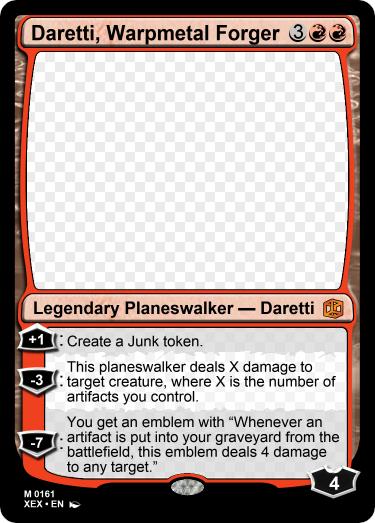 Daretti, Warpmetal Forger 3
Legendary Planeswalker — Daretti
+1: Create a Junk token.
-3: This planeswalker deals X damage to
target creature, where X is the number of
artifacts you control.
-7: You get an emblem with “Whenever an
artifact is put into your graveyard from the
battlefield, this emblem deals 4 damage
to any target.”
4
M 0161
XEX • EN